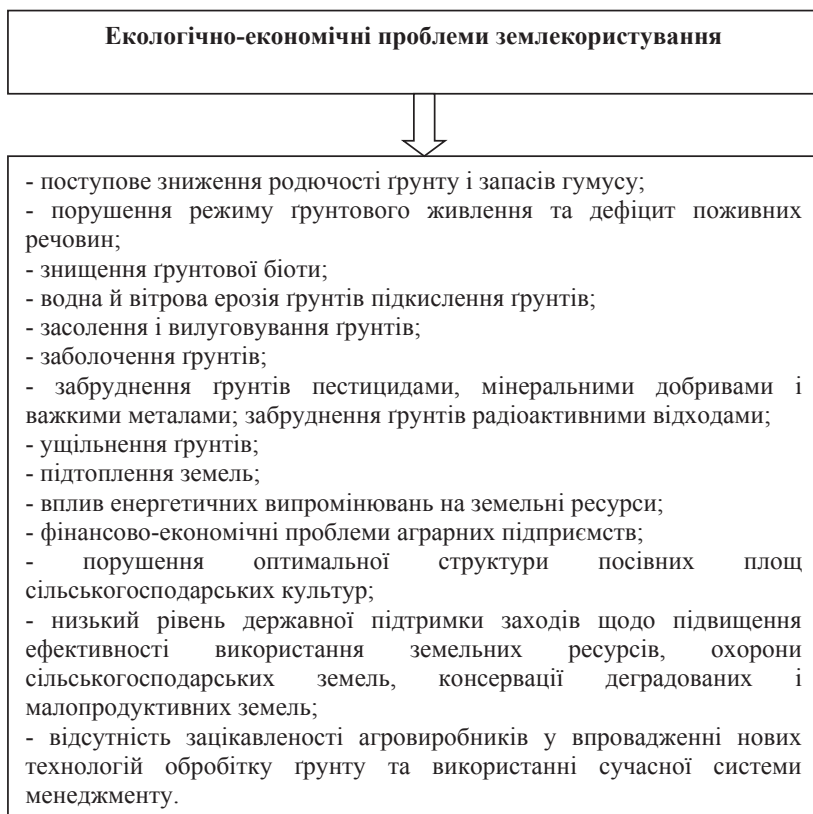 Екологічно-економічні проблеми землекористування
- поступове зниження родючості ґрунту і запасів гумусу;
- порушення режиму ґрунтового живлення та дефіцит поживних
речовин;
- знищення ґрунтової біоти;
- водна й вітрова ерозія ґрунтів підкислення ґрунтів;
- засолення і вилуговування ґрунтів;
- заболочення ґрунтів;
- забруднення ґрунтів пестицидами, мінеральними добривами і
важкими металами; забруднення ґрунтів радіоактивними відходами;
- ущільнення ґрунтів;
- підтоплення земель;
- вплив енергетичних випромінювань на земельні ресурси;
- фінансово-економічні проблеми аграрних підприємств;
- порушення оптимальної структури посівних площ
сільськогосподарських культур;
- низький рівень державної підтримки заходів щодо підвищення
ефективності використання земельних ресурсів, охорони
сільськогосподарських земель, консервації деградованих і
малопродуктивних земель;
- відсутність зацікавленості агровиробників у впровадженні нових
технологій обробітку ґрунту та використанні сучасної системи
менеджменту.